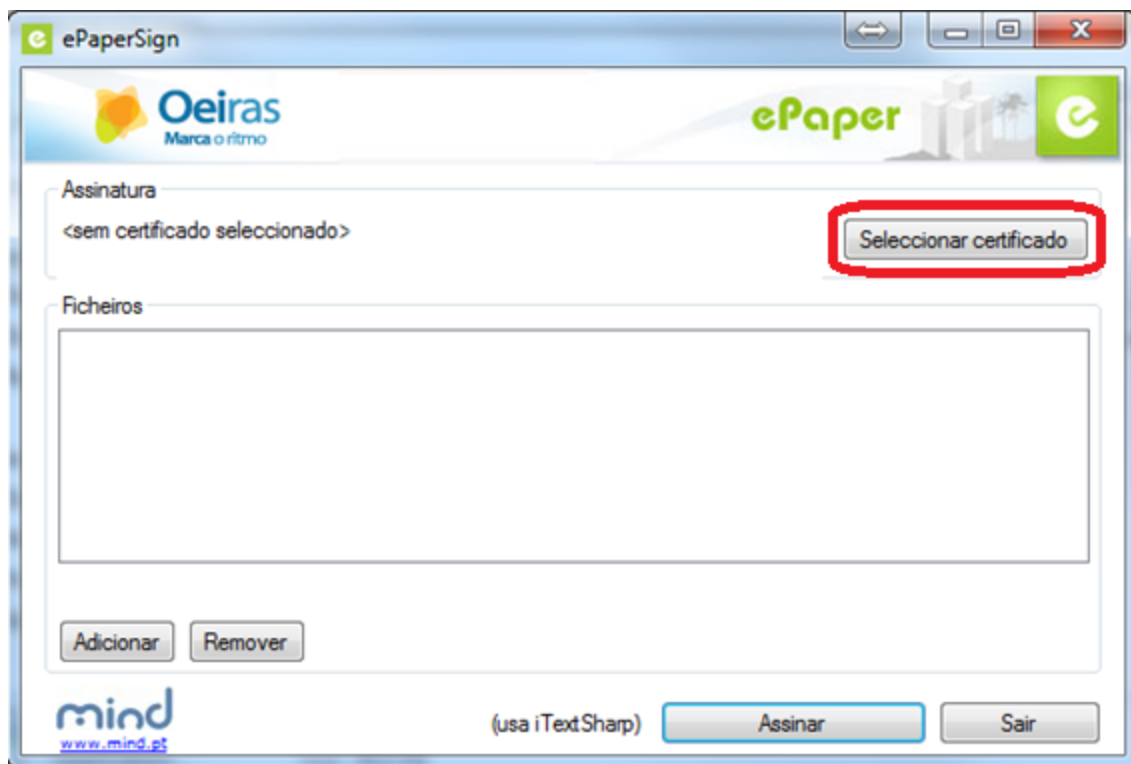 e ePaperSign
Oeiras
Marca o ritmo
ePaper e
Assinatura
<sem certificado seleccionado>
Seleccionar certificado
Ficheiros
Adicionar Remover
mind
www.mind.pt
(usa iTextSharp) Assinar Sair